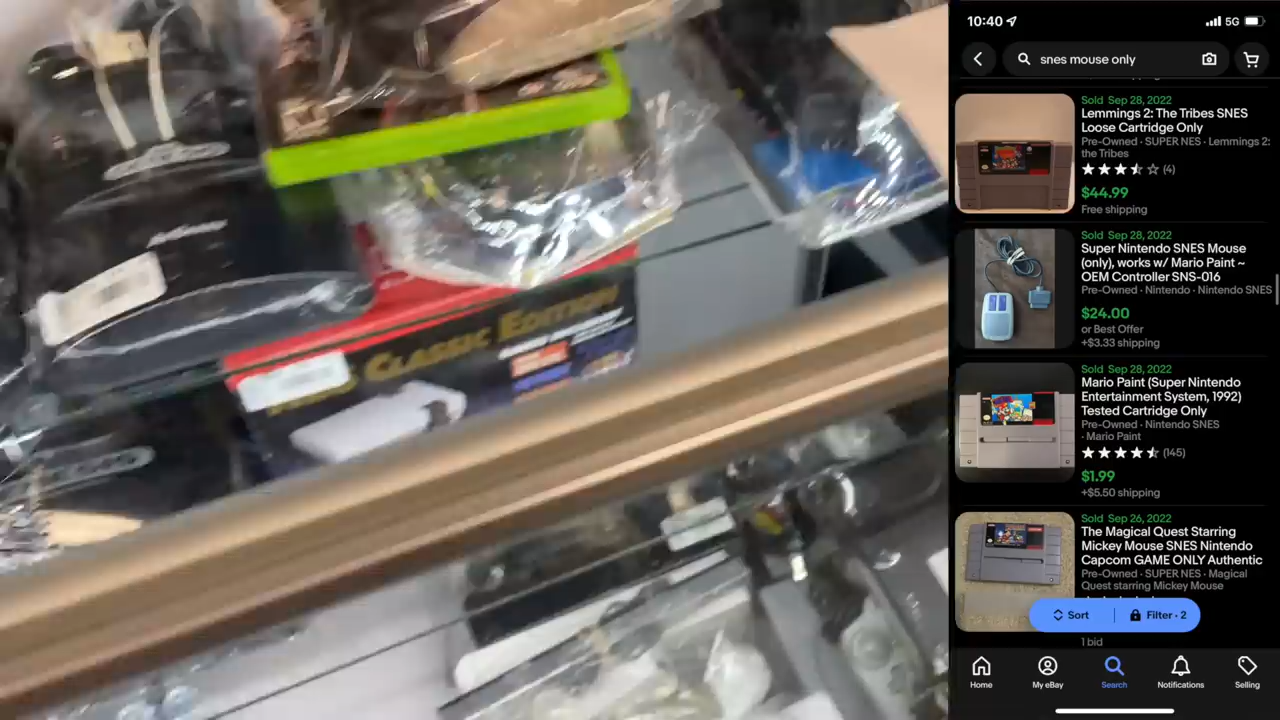 CLASSIC EDITION
10:40
5G
snes mouse only
Sold Sep 28, 2022
Lemmings 2: The Tribes SNES
Loose Cartridge Only
Pre-Owned · SUPER NES · Lemmings 2:
the Tribes
(4)
$44.99
Free shipping
Sold Sep 28, 2022
Super Nintendo SNES Mouse
(only), works w/ Mario Paint ~
OEM Controller SNS-016
Pre-Owned · Nintendo · Nintendo SNES
$24.00
or Best Offer
+$3.33 shipping
Sold Sep 28, 2022
Mario Paint (Super Nintendo
Entertainment System, 1992)
Tested Cartridge Only
Pre-Owned · Nintendo SNES
· Mario Paint
(145)
$1.99
+$5.50 shipping
Sold Sep 26, 2022
The Magical Quest Starring
Mickey Mouse SNES Nintendo
Capcom GAME ONLY Authentic
Pre-Owned · SUPER NES · Magical
Quest starring Mickey Mouse
Sort
Filter · 2
1 bid
Home
My eBay
Search
Notifications
Selling